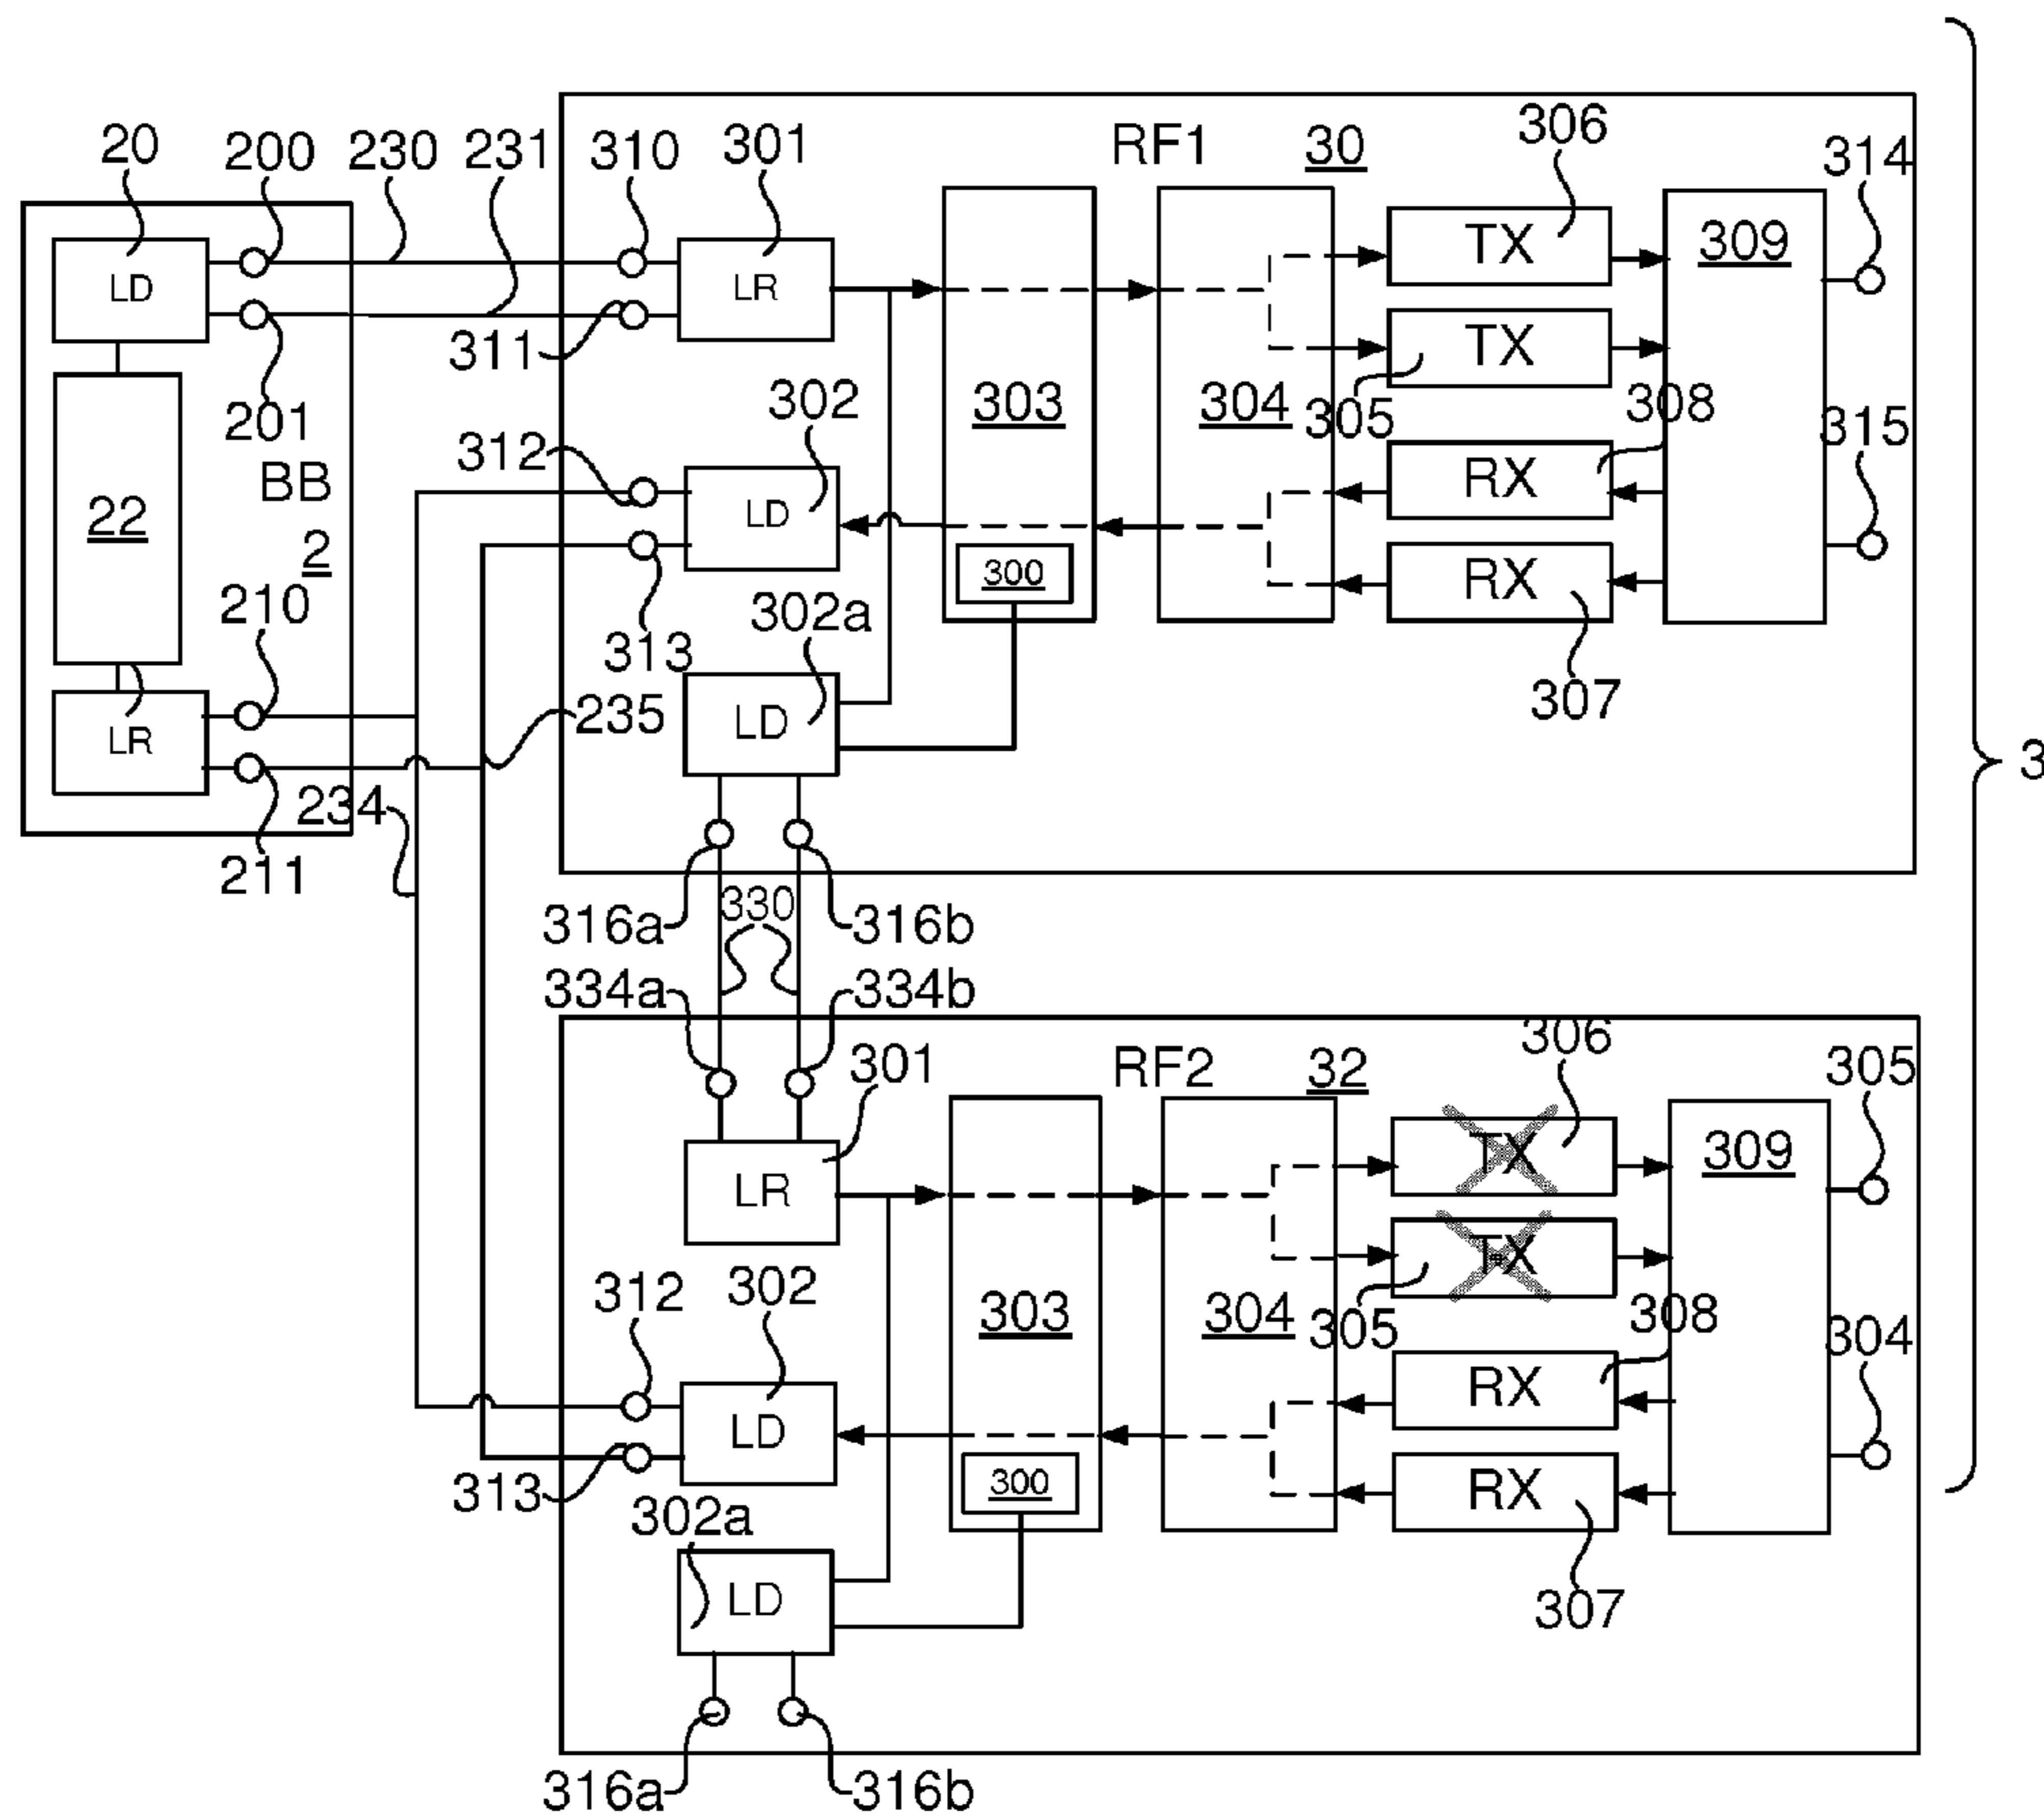 20
200
230
231
310
301
RF1
30
306
314
LD
LR
TX
309
311
TX
201
302
303
304
305
308
315
312
BB
22
2
LD
RX
300
RX
210
302a
313
307
235
LD
LR
3
234
211
316a
330
316b
334a
334b
301
RF2
32
306
305
TX
309
LR
TX
312
302
303
304
305
308
304
LD
RX
300
RX
313
302a
307
LD
316a
316b